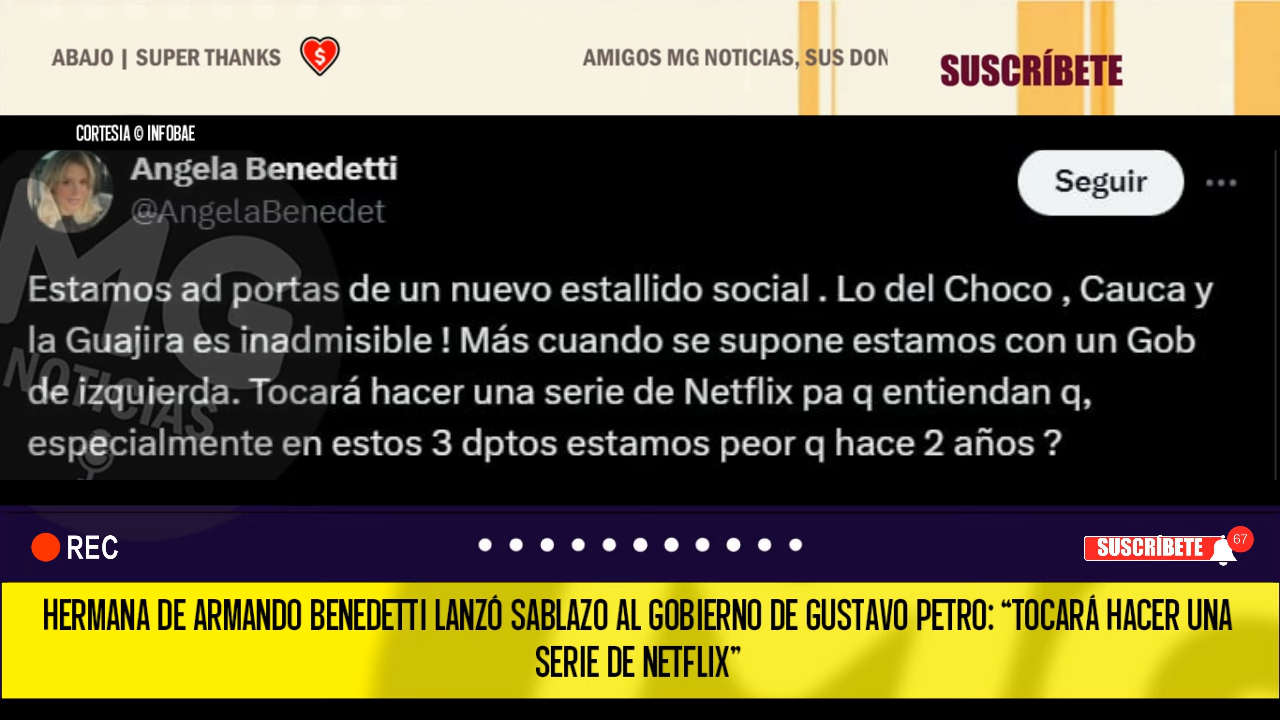 ABAJO | SUPER THANKS
AMIGOS MG NOTICIAS, SUS DON
SUSCRÍBETE
CORTESIA © INFOBAE
Angela Benedetti
@AngelaBenedet
Seguir
Estamos ad portas de un nuevo estallido social . Lo del Choco , Cauca y
la Guajira es inadmisible ! Más cuando se supone estamos con un Gob
de izquierda. Tocará hacer una serie de Netflix pa q entiendan q,
especialmente en estos 3 dptos estamos peor q hace 2 años ?
MG
NOTICIAS
REC
SUSCRÍBETE
67
HERMANA DE ARMANDO BENEDETTI LANZÓ SABLAZO AL GOBIERNO DE GUSTAVO PETRO: “TOCARÁ HACER UNA
SERIE DE NETFLIX”